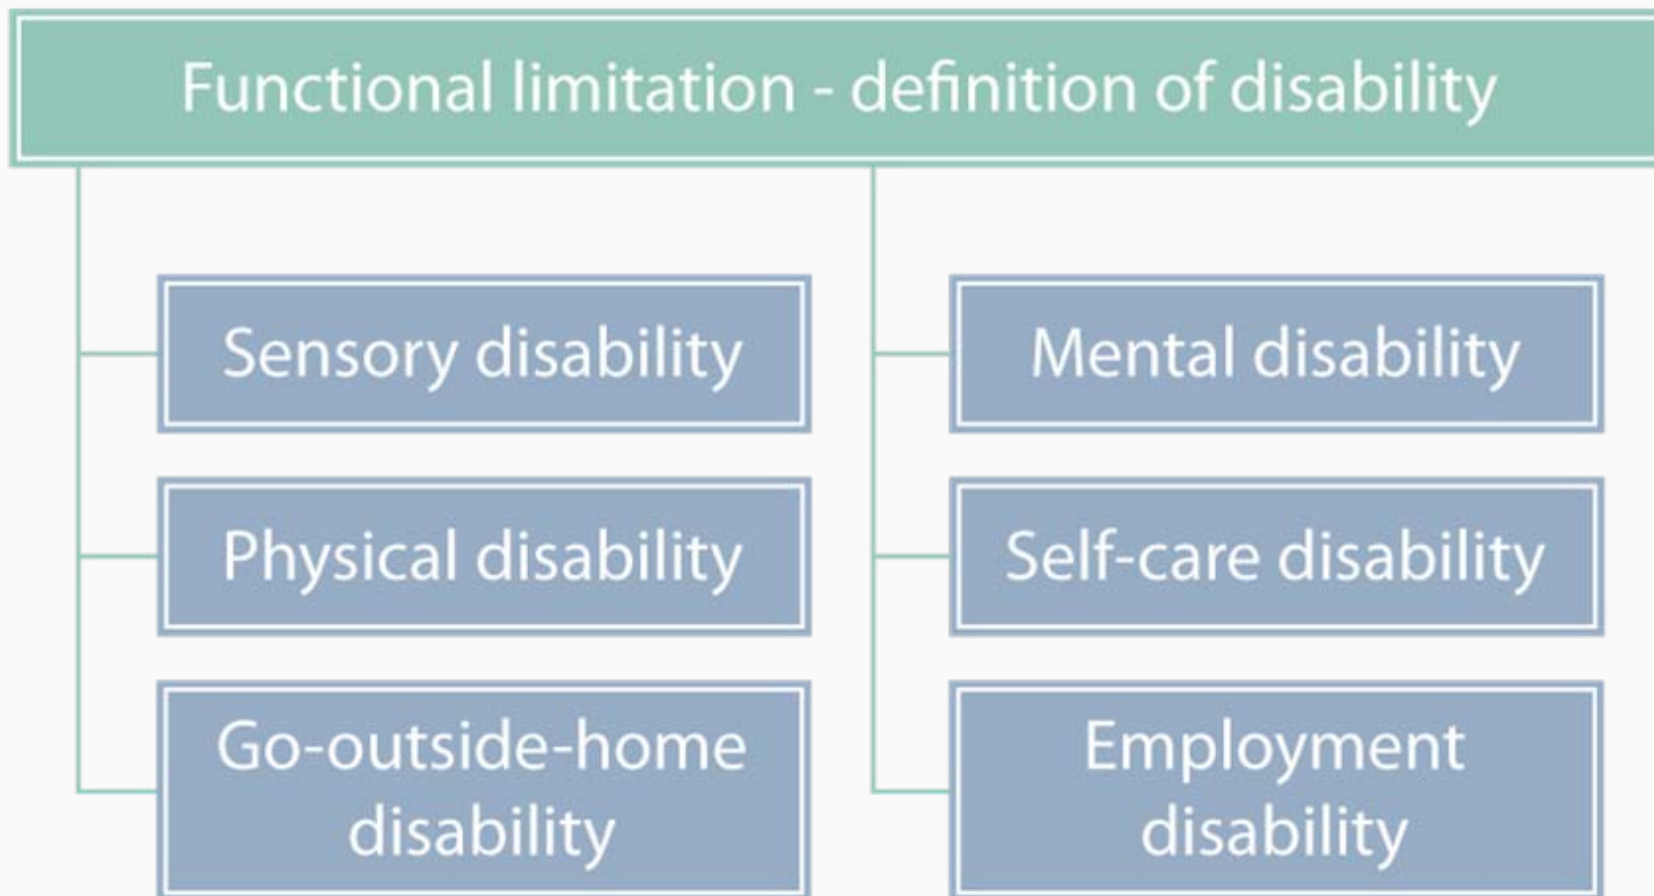 Functional limitation - definition of disability
Sensory disability
Mental disability
Physical disability
Self-care disability
Go-outside-home
disability
Employment
disability